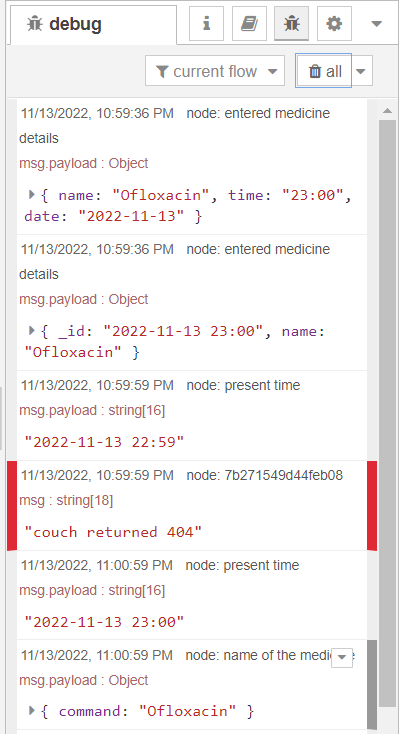 debug
current flow
all
11/13/2022, 10:59:36 PM node: entered medicine
details
msg.payload : Object
{ name: "Ofloxacin", time: "23:00",
date: "2022-11-13" }
11/13/2022, 10:59:36 PM node: entered medicine
details
msg.payload : Object
{ _id: "2022-11-13 23:00", name:
"Ofloxacin" }
11/13/2022, 10:59:59 PM node: present time
msg.payload : string[16]
"2022-11-13 22:59"
11/13/2022, 10:59:59 PM node: 7b271549d44feb08
msg : string[18]
"couch returned 404"
11/13/2022, 11:00:59 PM node: present time
msg.payload : string[16]
"2022-11-13 23:00"
11/13/2022, 11:00:59 PM node: name of the
msg.payload : Object
{ command: "Ofloxacin" }